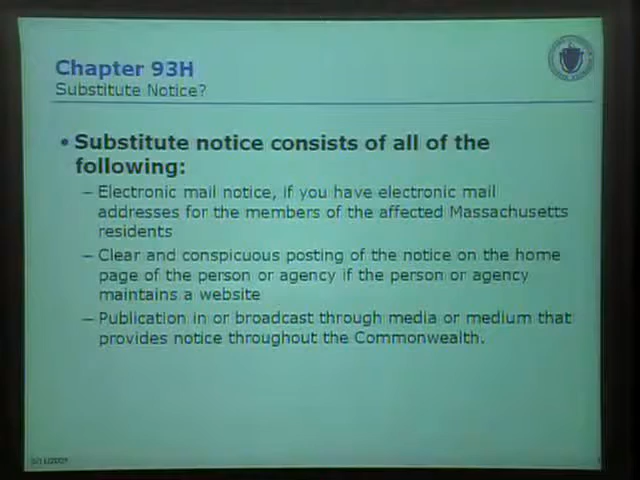 Chapter 93H
Substitute Notice?
• Substitute notice consists of all of the
following:
– Electronic mail notice, if you have electronic mail
addresses for the members of the affected Massachusetts
residents
– Clear and conspicuous posting of the notice on the home
page of the person or agency if the person or agency
maintains a website
– Publication in or broadcast through media or medium that
provides notice throughout the Commonwealth.